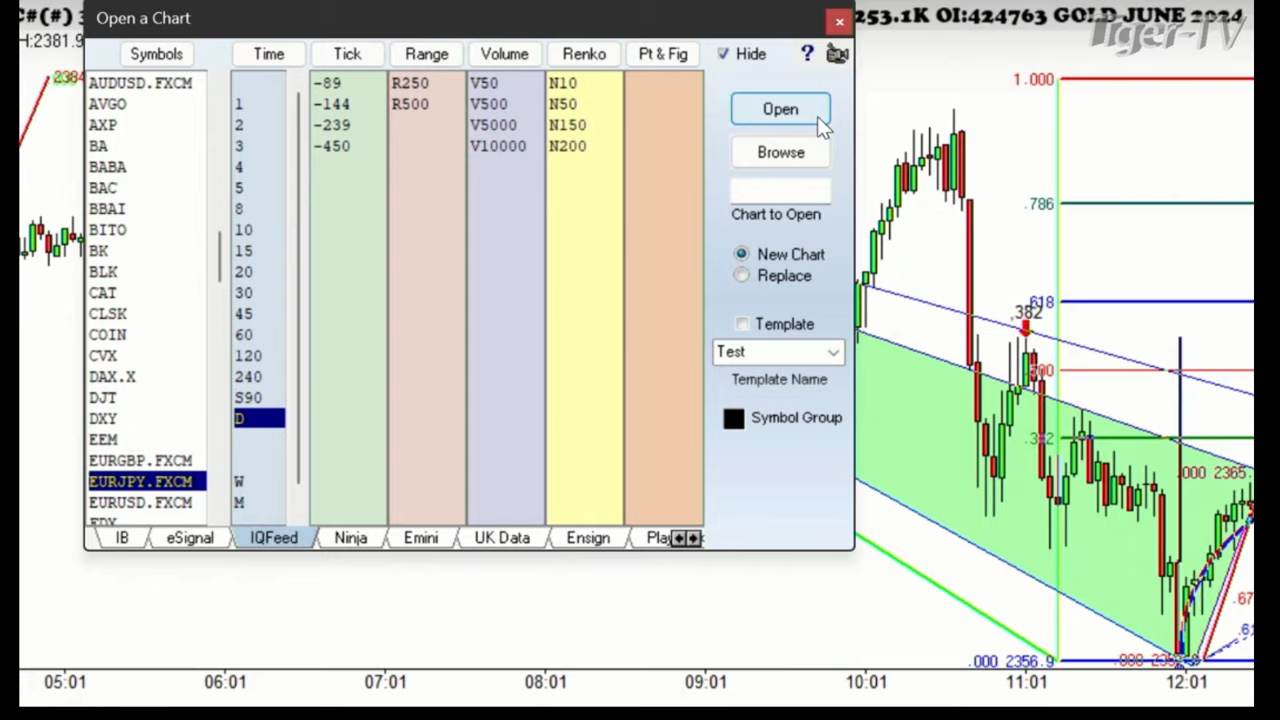 C#(#)
Open a Chart
253.1K OI:424763 GOLD JUNE 2024
Tiger-TV
H:2381.9
Symbols Time Tick Range Volume Renko Pt & Fig Hide ?
AUDUSD.FXCM -89 R250 V50 N10
AVGO 1 -144 R500 V500 N50
AXP 2 -239 V5000 N150
BA 3 -450 V10000 N200
BABA 4
BAC 5
BBAI 8
BITO 10
BK 15
BLK 20
CAT 30
CLSK 45
COIN 60
CVX 120
DAX.X 240
DJT S90
DXY D
EEM
EURGBP.FXCM
EURJPY.FXCM W
EURUSD.FXCM M
IB eSignal IQFeed Ninja Emini UK Data Ensign
Open
Browse
Chart to Open
New Chart
Replace
Template
Test
Template Name
Symbol Group
1.000
.786
.618
.382
.382
.000 2365.
.000 2356.9
05:01 06:01 07:01 08:01 09:01 10:01 11:01 12:01